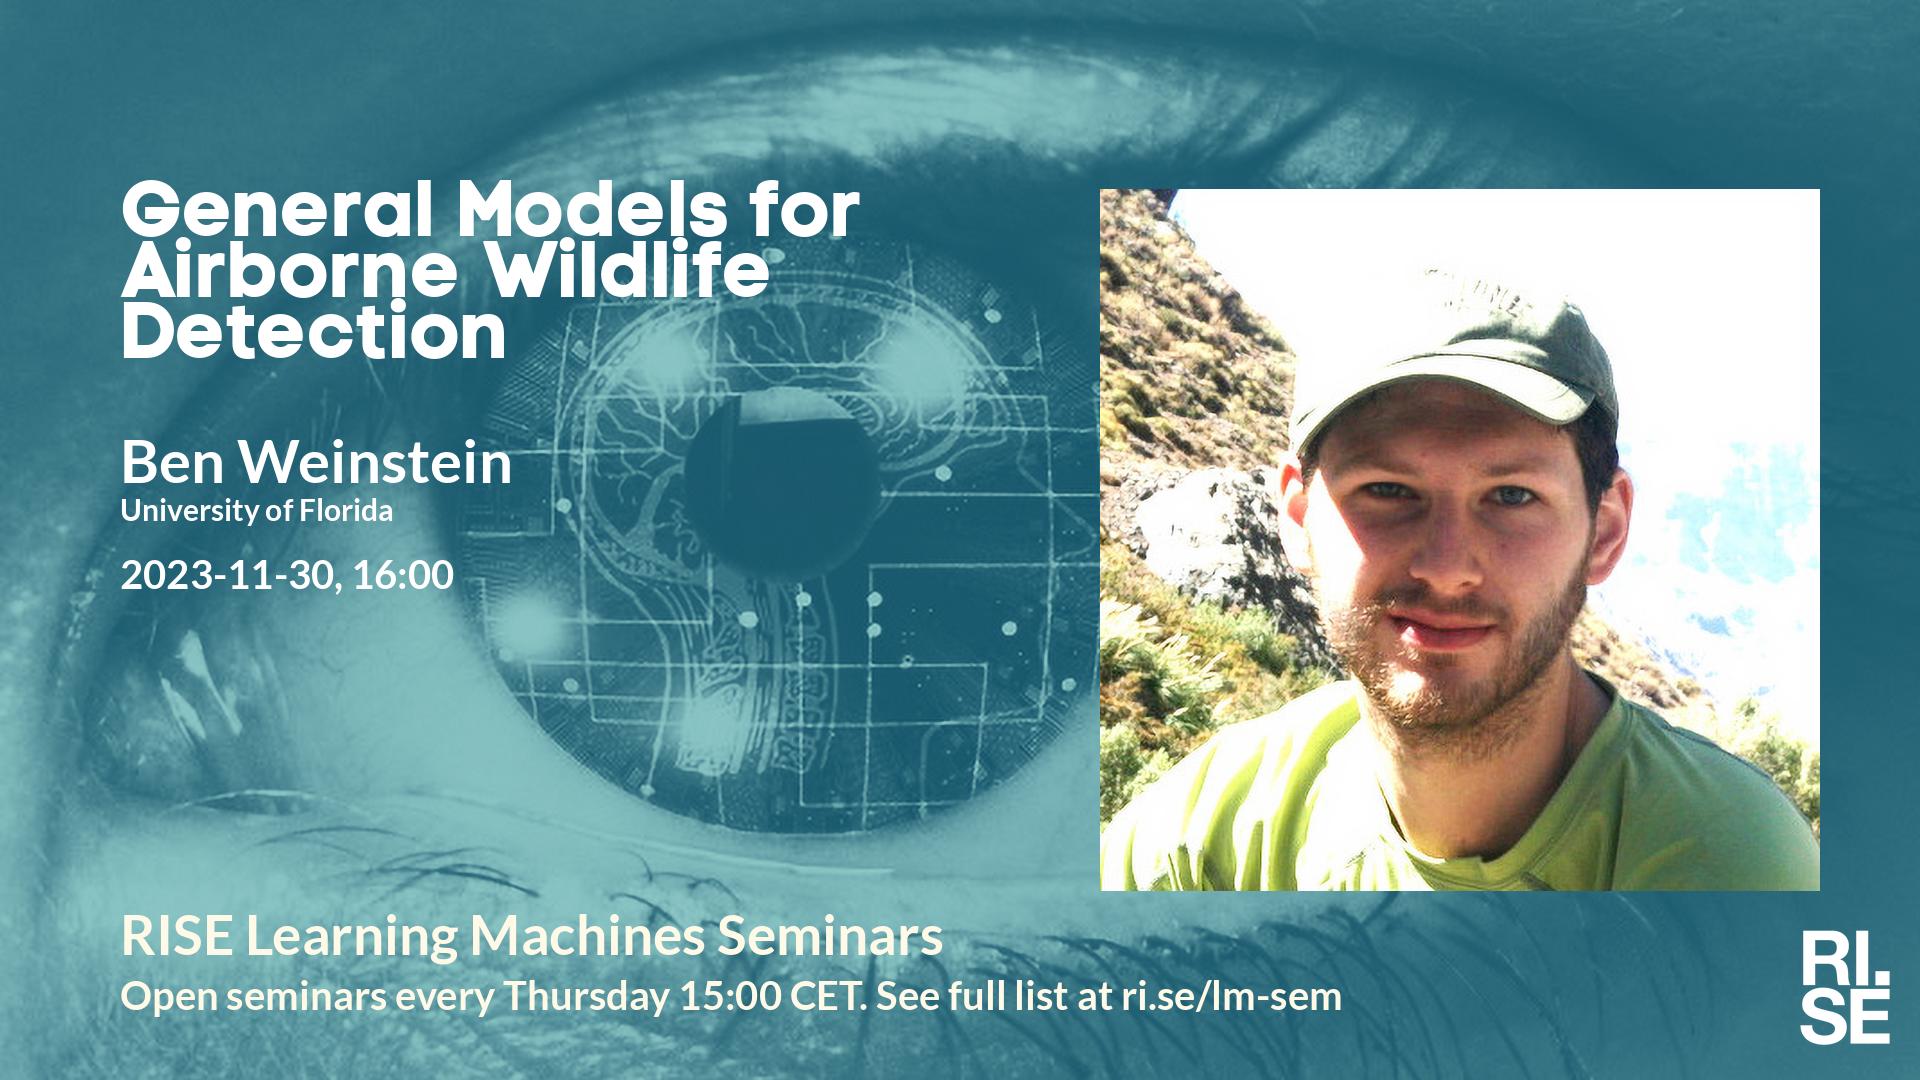 General Models for
Airborne Wildlife
Detection
Ben Weinstein
University of Florida
2023-11-30, 16:00
RISE Learning Machines Seminars
Open seminars every Thursday 15:00 CET. See full list at ri.se/lm-sem
RI.
SE